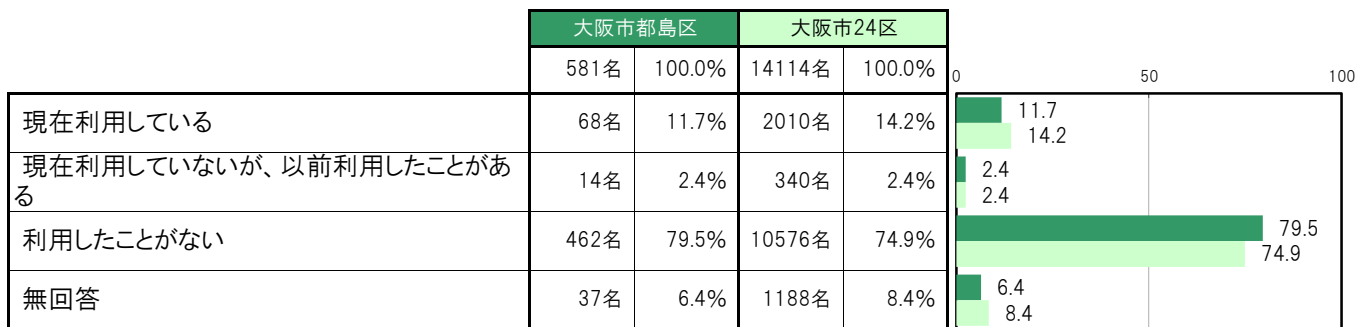 大阪市都島区 大阪市24区
581名 100.0% 14114名 100.0%
0 50 100
現在利用している 68名 11.7% 2010名 14.2%
11.7
14.2
現在利用していないが、以前利用したことがあ
る
14名 2.4% 340名 2.4%
2.4
2.4
利用したことがない 462名 79.5% 10576名 74.9%
79.5
74.9
無回答 37名 6.4% 1188名 8.4%
6.4
8.4